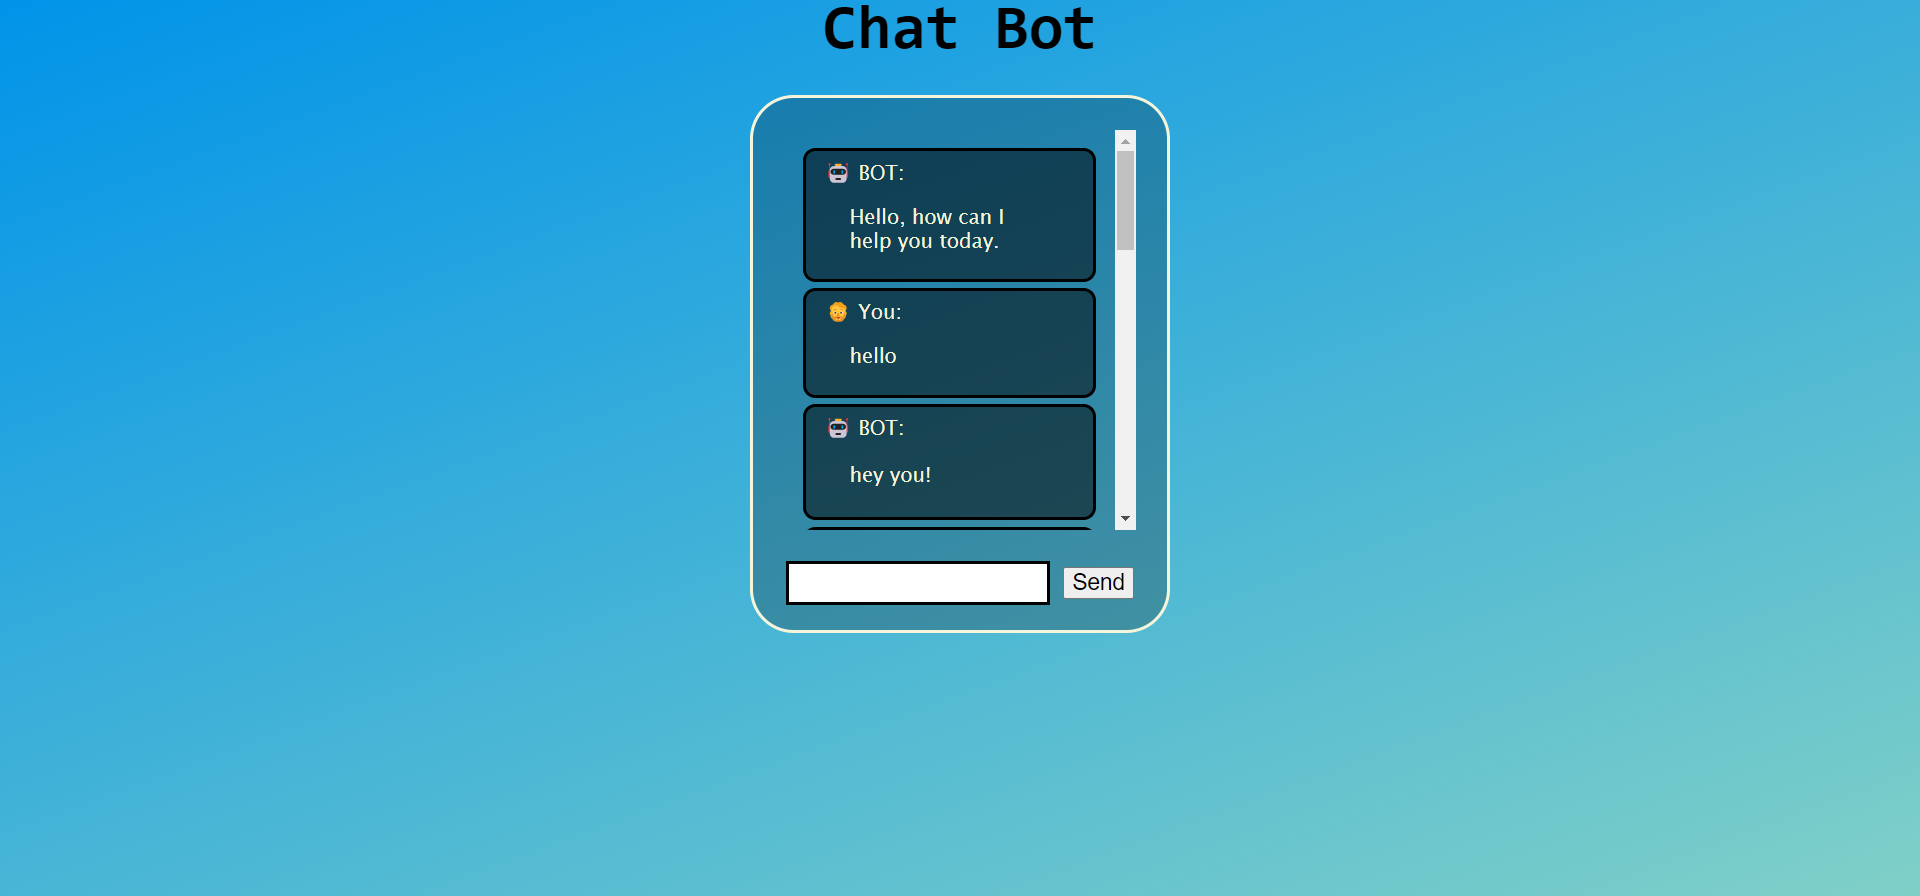 Chat Bot
BOT:
Hello, how can I
help you today.
You:
hello
BOT:
hey you!
Send